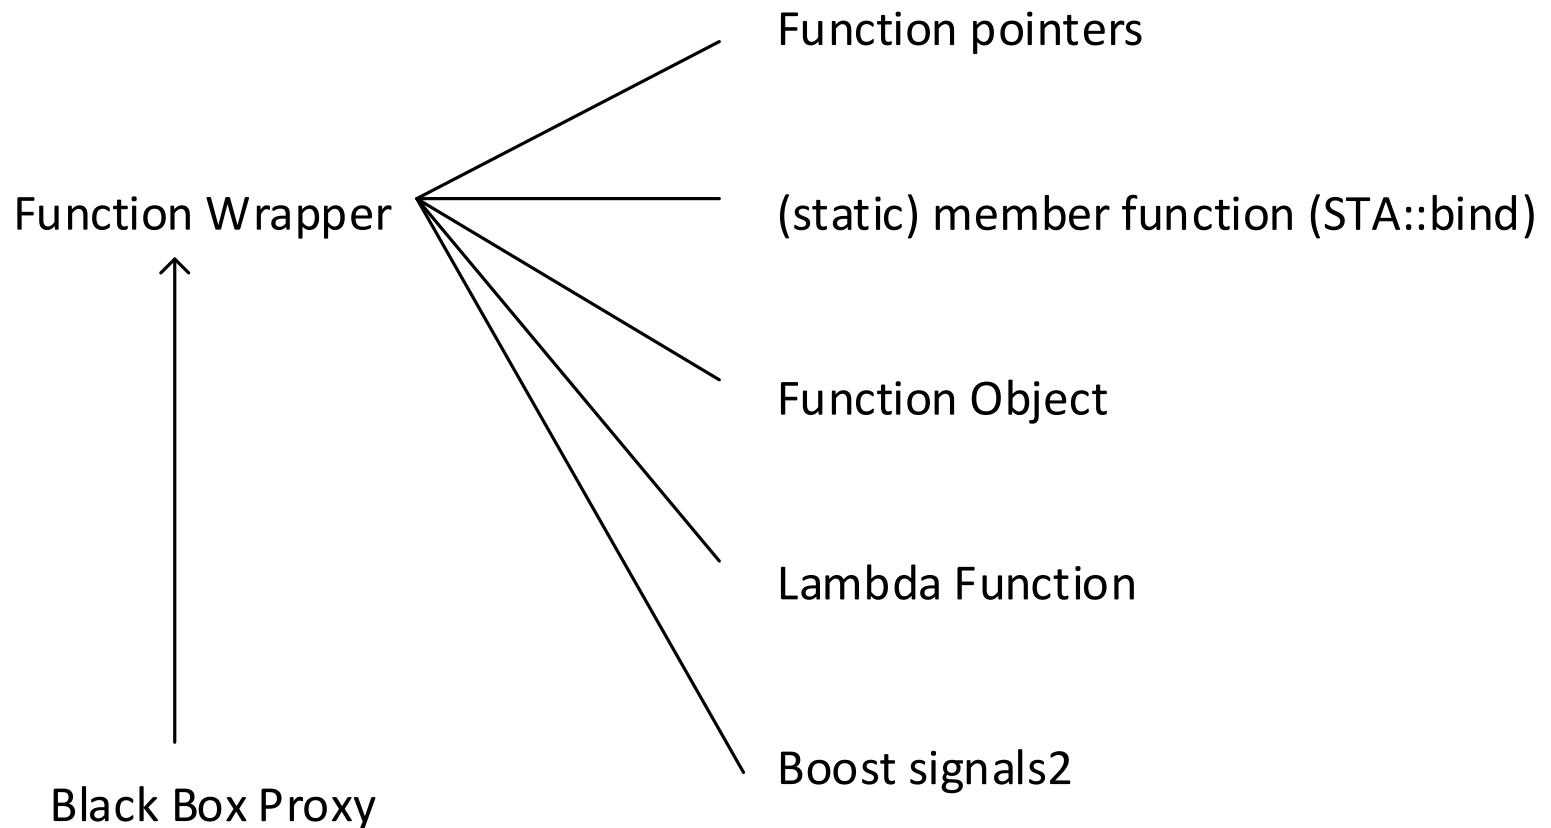 Function pointers
Function Wrapper
(static) member function (STA::bind)
Function Object
Lambda Function
Boost signals2
Black Box Proxy